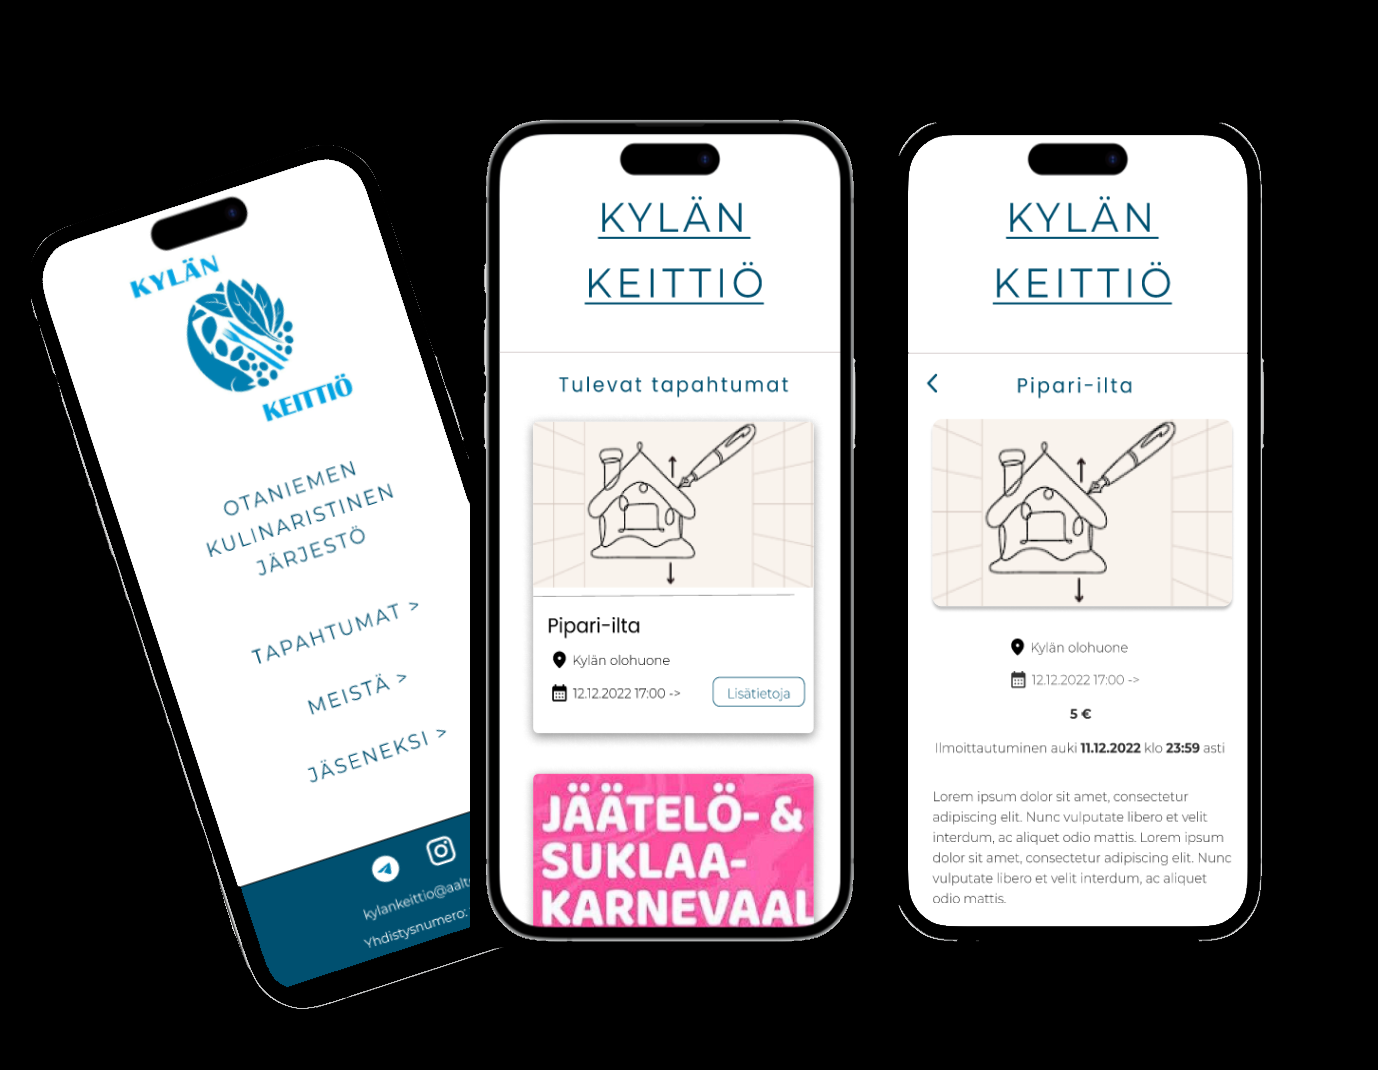 KYLÄN
KEITTIÖ
OTANIEMEN
KULINARISTINEN
JÄRJESTÖ
TAPAHTUMAT >
MEISTÄ >
JÄSENEKSI >
kylankeittio@aalt
Yhdistysnumero:
KYLÄN
KEITTIÖ
Tulevat tapahtumat
Pipari-ilta
Kylän olohuone
12.12.2022 17:00 ->
Lisätietoja
JÄÄTELÖ- &
SUKLAA-
KARNEVAAL
KYLÄN
KEITTIÖ
Pipari-ilta
Kylän olohuone
12.12.2022 17:00 ->
5 €
Ilmoittautuminen auki 11.12.2022 klo 23:59 asti
Lorem ipsum dolor sit amet, consectetur
adipiscing elit. Nunc vulputate libero et velit
interdum, ac aliquet odio mattis. Lorem ipsum
dolor sit amet, consectetur adipiscing elit. Nunc
vulputate libero et velit interdum, ac aliquet
odio mattis.